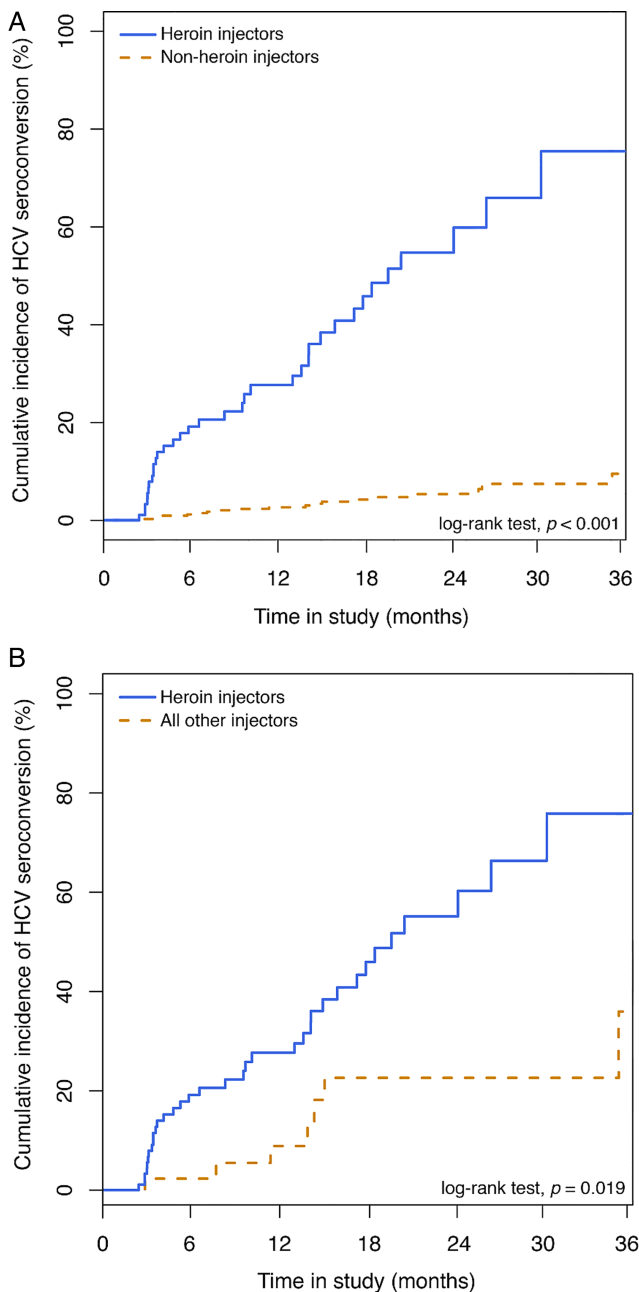 A
Cumulative incidence of HCV seroconversion (%)
100
80
60
40
20
0
Heroin injectors
Non-heroin injectors
log-rank test, p < 0.001
0 6 12 18 24 30 36
Time in study (months)
B
Cumulative incidence of HCV seroconversion (%)
100
80
60
40
20
0
Heroin injectors
All other injectors
log-rank test, p = 0.019
0 6 12 18 24 30 36
Time in study (months)